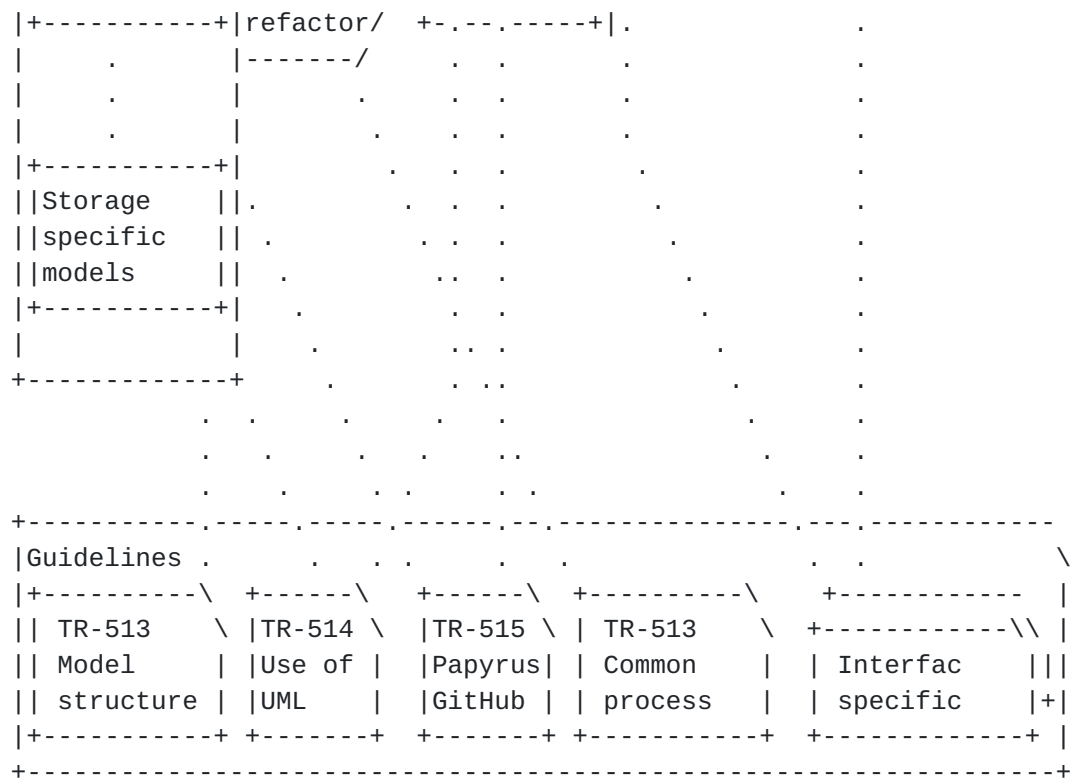 |+-----------+|refactor/  +-.--.-----+|.              .
|      .       |-------/     .  .       .              .
|      .       |       .     .  .       .              .
|      .       |        .    .  .       .              .
|+-----------+|         .   .  .        .             .
||Storage    ||.         .  .  .         .            .
||specific   || .         . .  .          .           .
||models     ||  .         ..  .           .          .
|+-----------+|   .         .  .            .         .
|             |    .        .. .             .        .
+-------------+     .       . ..              .       .
            .  .     .     .   .               .      .
            .   .     .   .    ..               .     .
            .    .     . .     . .               .    .
+-----------.-----.-----.------.--.---------------.---.------------
|Guidelines .      .   . .     .   .               .  .            \
|+----------\  +------\   +------\  +----------\    +------------  |
|| TR-513    \ |TR-514 \  |TR-515 \ | TR-513    \  +------------\\ |
|| Model     | |Use of |  |Papyrus| | Common    |  | Interfac    |||
|| structure | |UML    |  |GitHub | | process   |  | specific    |+|
|+-----------+ +-------+  +-------+ +-----------+  +-------------+ |
+------------------------------------------------------------------+